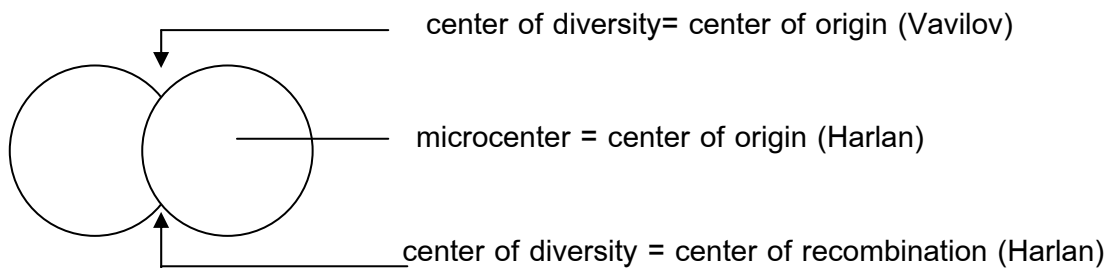 center of diversity= center of origin (Vavilov)
microcenter = center of origin (Harlan)
center of diversity = center of recombination (Harlan)